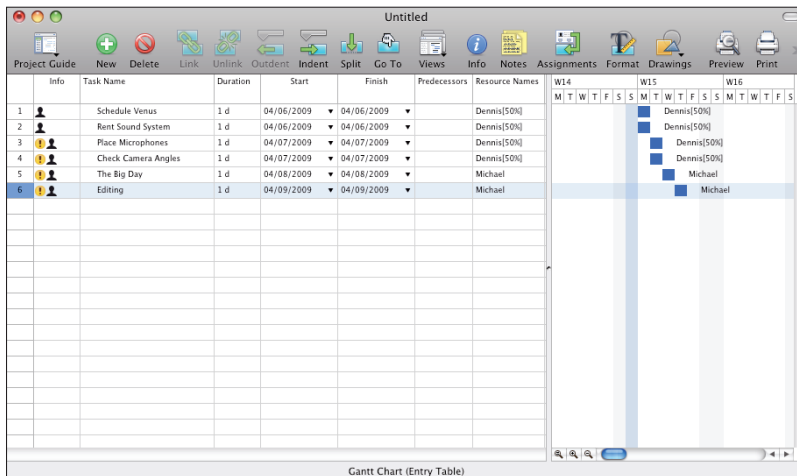 Untitled
Project Guide New Delete Link Unlink Outdent Indent Split Go To Views Info Notes Assignments Format Drawings Preview Print
Info Task Name Duration Start Finish Predecessors Resource Names W14 W15 W16
M T W T F S S M T W T F S S M T W T F S
1 Schedule Venus 1 d 04/06/2009 04/06/2009 Dennis[50%] Dennis[50%]
2 Rent Sound System 1 d 04/06/2009 04/06/2009 Dennis[50%] Dennis[50%]
3 Place Microphones 1 d 04/07/2009 04/07/2009 Dennis[50%] Dennis[50%]
4 Check Camera Angles 1 d 04/07/2009 04/07/2009 Dennis[50%] Dennis[50%]
5 The Big Day 1 d 04/08/2009 04/08/2009 Michael Michael
6 Editing 1 d 04/09/2009 04/09/2009 Michael Michael
Gantt Chart (Entry Table)